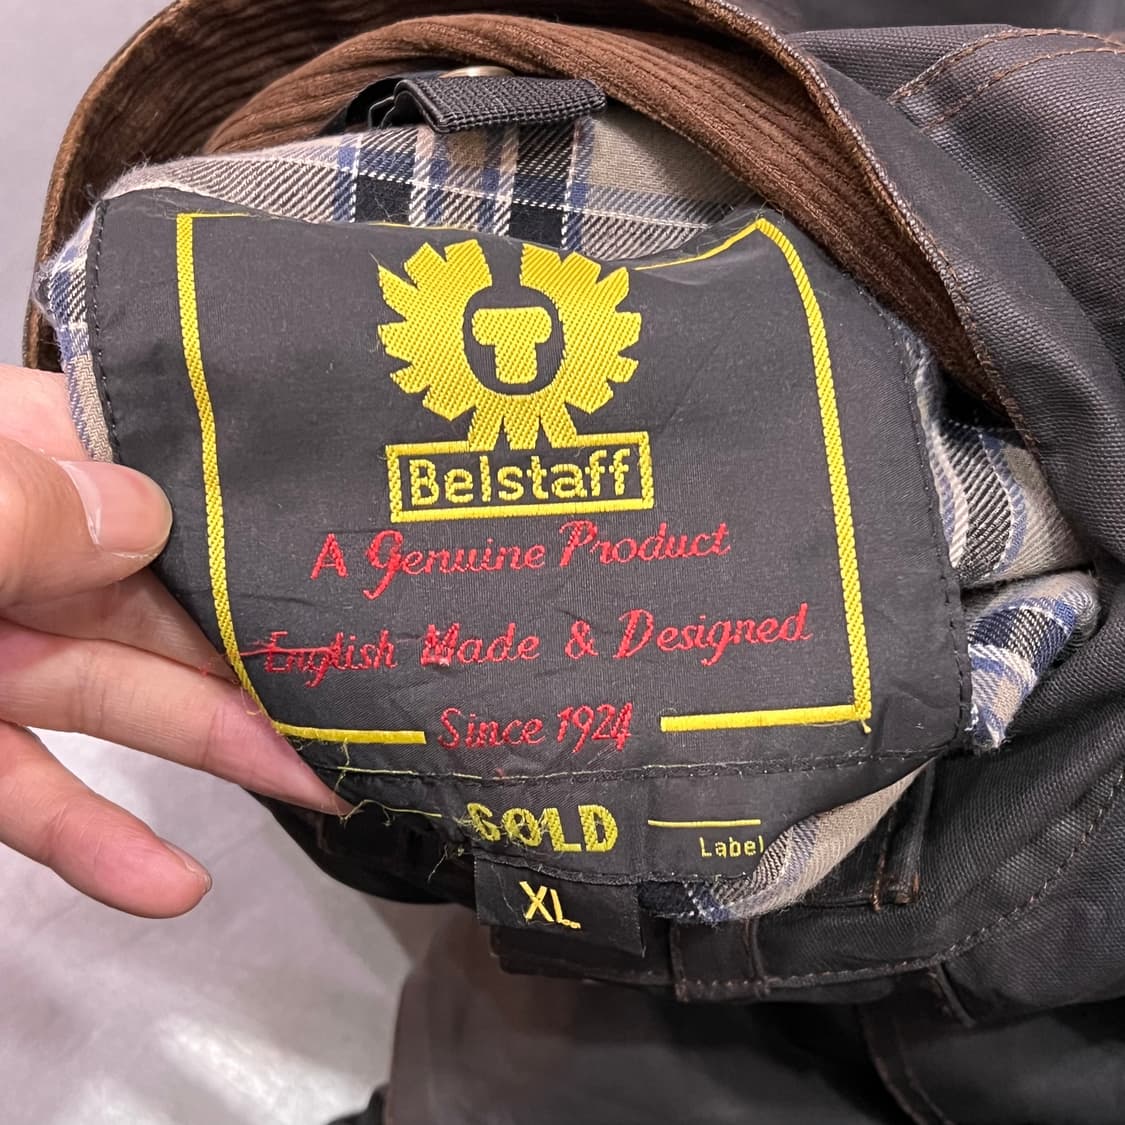 Belstaff
A Genuine Product
English Made & Designed
Since 1924
GOLD
Label
XL